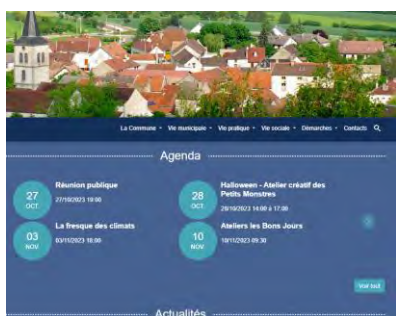 La Commune Vie municipale Vie pratique Vie sociale Démarches Contacts
Agenda
27
OCT.
Réunion publique
27/10/2023 19:00
28
OCT.
Halloween - Atelier créatif des
Petits Monstres
28/10/2023 14:00 à 17:00
03
NOV.
La fresque des climats
03/11/2023 18:00
10
NOV.
Ateliers les Bons Jours
10/11/2023 09:30
Voir tout
Actualités